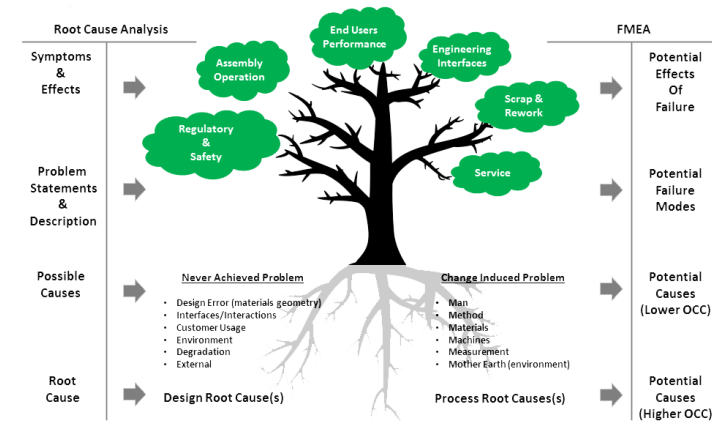 Root Cause Analysis
FMEA
Symptoms
&
Effects
Assembly
Operation
End Users
Performance
Engineering
Interfaces
Scrap &
Rework
Regulatory
&
Safety
Service
Potential
Effects
Of
Failure
Problem
Statements
&
Description
Potential
Failure
Modes
Possible
Causes
Never Achieved Problem
• Design Error (materials geometry)
• Interfaces/Interactions
• Customer Usage
• Environment
• Degradation
• External
Change Induced Problem
• Man
• Method
• Materials
• Machines
• Measurement
• Mother Earth (environment)
Potential
Causes
(Lower OCC)
Root
Cause
Design Root Cause(s)
Process Root Causes(s)
Potential
Causes
(Higher OCC)